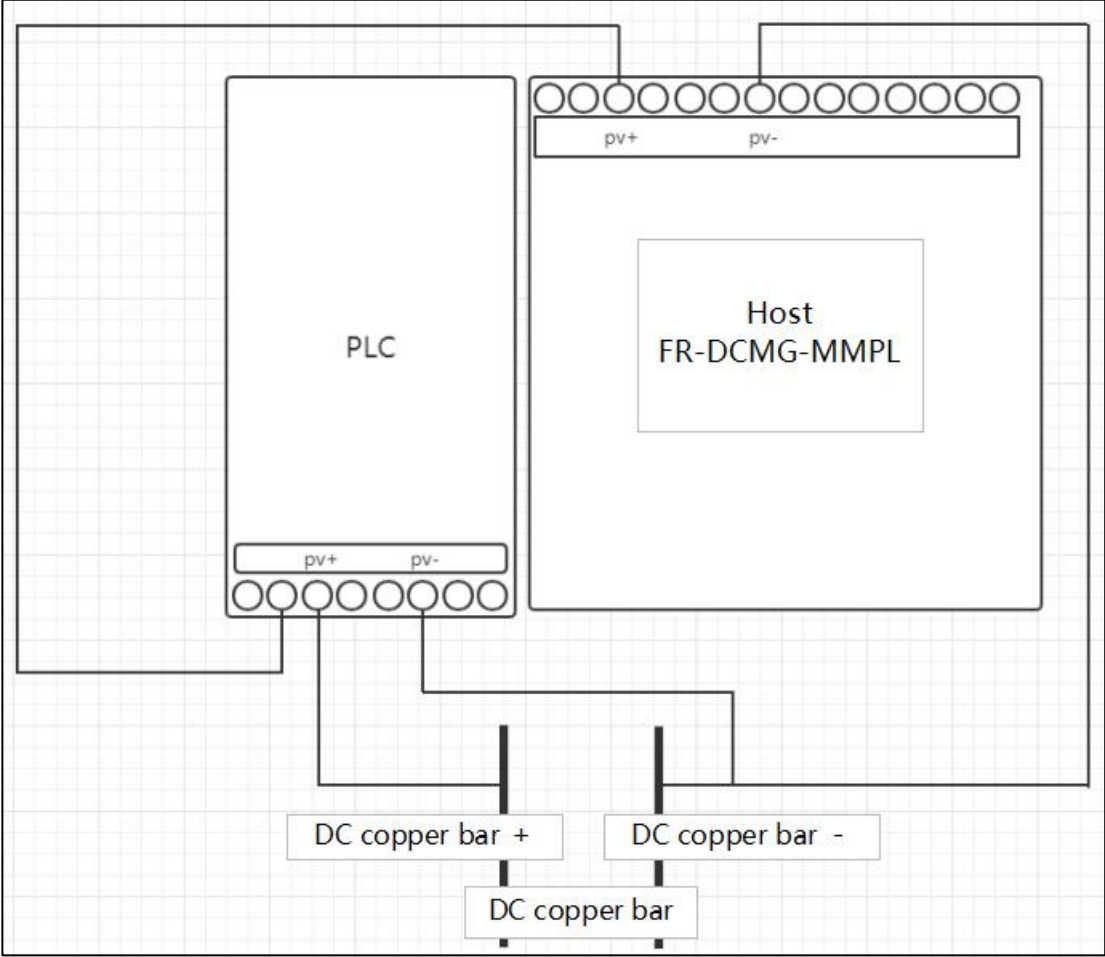 pv+ pv-
Host
FR-DCMG-MMPL
PLC
pv+ pv-
DC copper bar +
DC copper bar -
DC copper bar